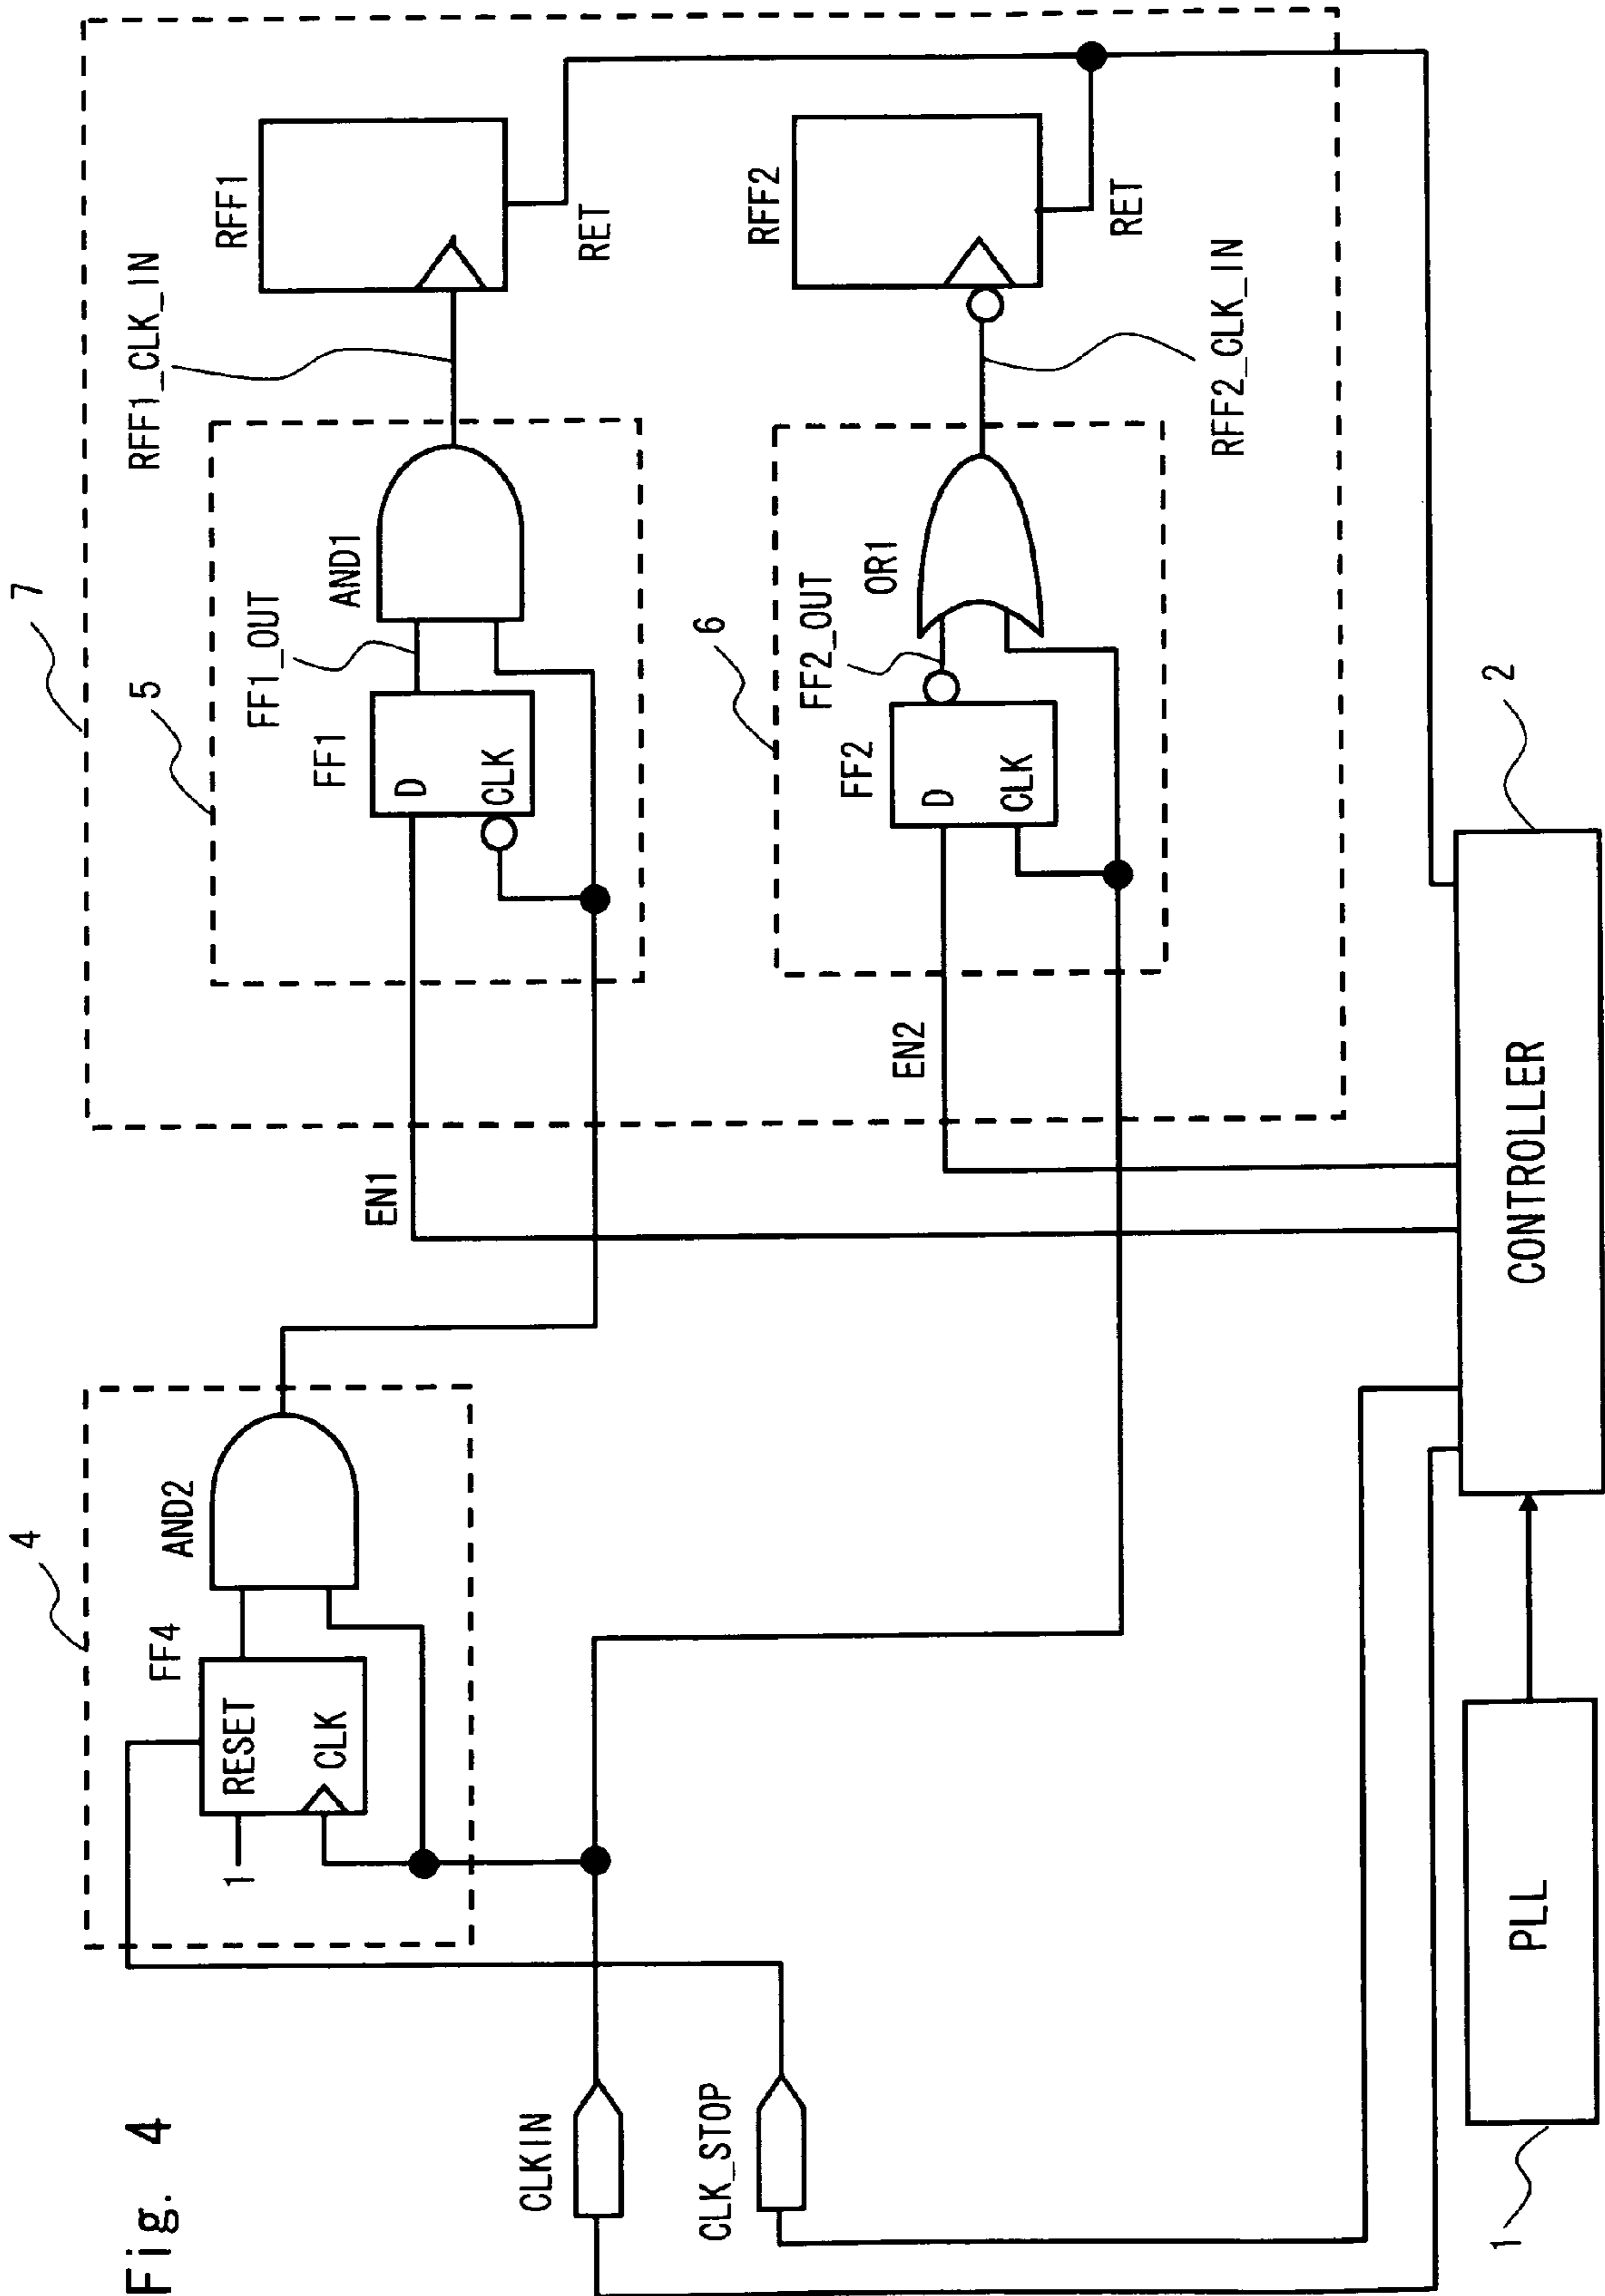 Fig. 4
7
4
5
RFF1_CLK_IN
RFF1
AND2
FF1_OUT
AND1
FF4
RESET
CLK
1
EN1
FF1
D
CLK
RET
CLKIN
6
FF2_OUT
OR1
RFF2
CLK_STOP
EN2
FF2
D
CLK
RET
RFF2_CLK_IN
2
1
PLL
CONTROLLER